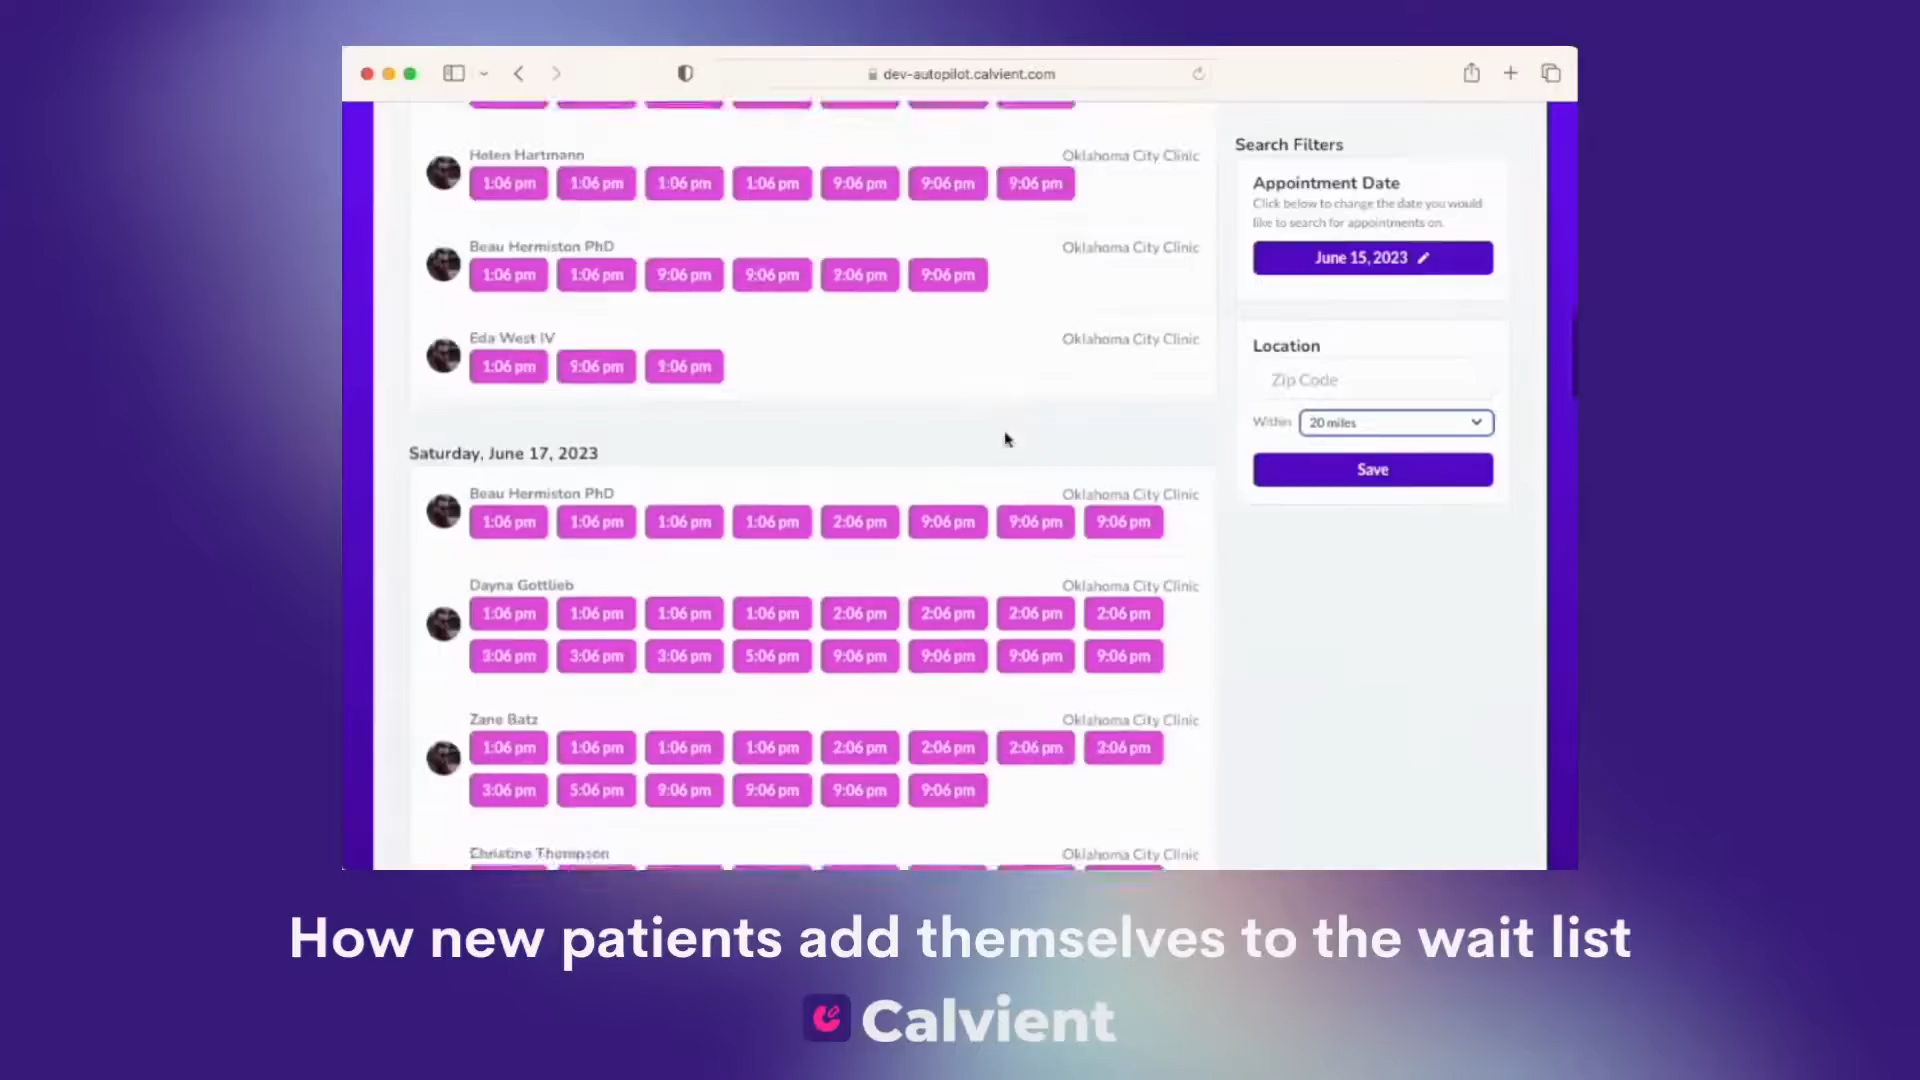 dev-autopilot.calvient.com
Helen Hartmann Oklahoma City Clinic
1:06 pm 1:06 pm 1:06 pm 1:06 pm 9:06 pm 9:06 pm 9:06 pm
Beau Hermiston PhD Oklahoma City Clinic
1:06 pm 1:06 pm 9:06 pm 9:06 pm 9:06 pm
Eda West IV Oklahoma City Clinic
1:06 pm 9:06 pm 9:06 pm
Saturday, June 17, 2023
Beau Hermiston PhD Oklahoma City Clinic
1:06 pm 1:06 pm 1:06 pm 1:06 pm 2:06 pm 9:06 pm 9:06 pm 9:06 pm
Dayna Gottlieb Oklahoma City Clinic
1:06 pm 1:06 pm 1:06 pm 1:06 pm 2:06 pm 2:06 pm 2:06 pm 2:06 pm
3:06 pm 3:06 pm 3:06 pm 5:06 pm 9:06 pm 9:06 pm 9:06 pm 9:06 pm
Zane Batz Oklahoma City Clinic
1:06 pm 1:06 pm 1:06 pm 1:06 pm 2:06 pm 2:06 pm 2:06 pm
3:06 pm 5:06 pm 9:06 pm 9:06 pm 9:06 pm 9:06 pm
Christine Thompson Oklahoma City Clinic
Search Filters
Appointment Date
Click below to change the date you would
like to search for appointments on.
June 15, 2023
Location
Zip Code
Within 20 miles
Save
How new patients add themselves to the wait list
Calvient